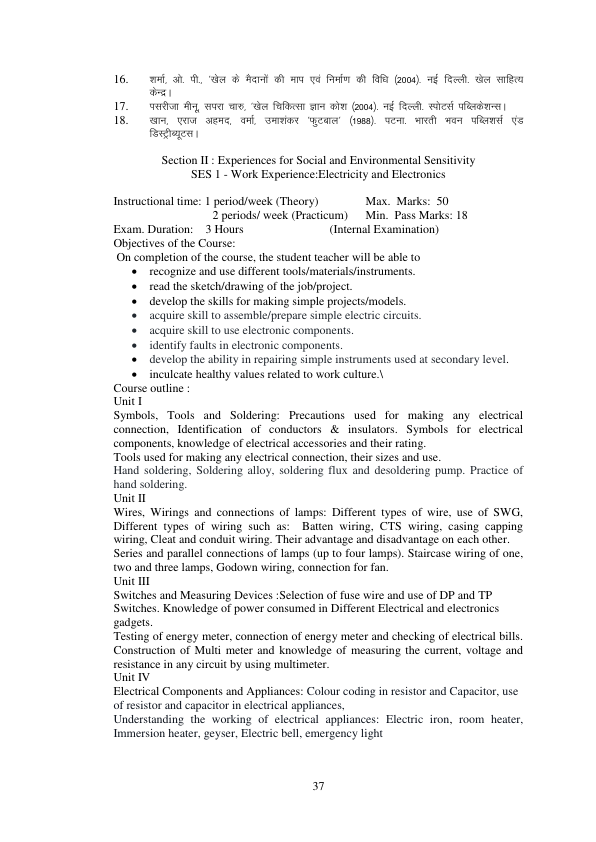 16. शर्मा, ओ. पी., 'खेल के मैदानों की माप एवं निर्माण की विधि (2004). नई दिल्ली. खेल साहित्य
केन्द्र।
17. पसरीजा मीनू, सपरा चारु, 'खेल चिकित्सा ज्ञान कोश (2004). नई दिल्ली. स्पोटर्स पब्लिकेशन्स।
18. खान, एराज अहमद, वर्मा, उमाशंकर 'फुटबाल' (1988). पटना. भारती भवन पब्लिशर्स एंड
डिस्ट्रीब्यूटस।
Section II : Experiences for Social and Environmental Sensitivity
SES 1 - Work Experience:Electricity and Electronics
Instructional time: 1 period/week (Theory) Max. Marks: 50
2 periods/ week (Practicum) Min. Pass Marks: 18
Exam. Duration: 3 Hours (Internal Examination)
Objectives of the Course:
On completion of the course, the student teacher will be able to
• recognize and use different tools/materials/instruments.
• read the sketch/drawing of the job/project.
• develop the skills for making simple projects/models.
• acquire skill to assemble/prepare simple electric circuits.
• acquire skill to use electronic components.
• identify faults in electronic components.
• develop the ability in repairing simple instruments used at secondary level.
• inculcate healthy values related to work culture.\
Course outline :
Unit I
Symbols, Tools and Soldering: Precautions used for making any electrical
connection, Identification of conductors & insulators. Symbols for electrical
components, knowledge of electrical accessories and their rating.
Tools used for making any electrical connection, their sizes and use.
Hand soldering, Soldering alloy, soldering flux and desoldering pump. Practice of
hand soldering.
Unit II
Wires, Wirings and connections of lamps: Different types of wire, use of SWG,
Different types of wiring such as: Batten wiring, CTS wiring, casing capping
wiring, Cleat and conduit wiring. Their advantage and disadvantage on each other.
Series and parallel connections of lamps (up to four lamps). Staircase wiring of one,
two and three lamps, Godown wiring, connection for fan.
Unit III
Switches and Measuring Devices :Selection of fuse wire and use of DP and TP
Switches. Knowledge of power consumed in Different Electrical and electronics
gadgets.
Testing of energy meter, connection of energy meter and checking of electrical bills.
Construction of Multi meter and knowledge of measuring the current, voltage and
resistance in any circuit by using multimeter.
Unit IV
Electrical Components and Appliances: Colour coding in resistor and Capacitor, use
of resistor and capacitor in electrical appliances,
Understanding the working of electrical appliances: Electric iron, room heater,
Immersion heater, geyser, Electric bell, emergency light
37